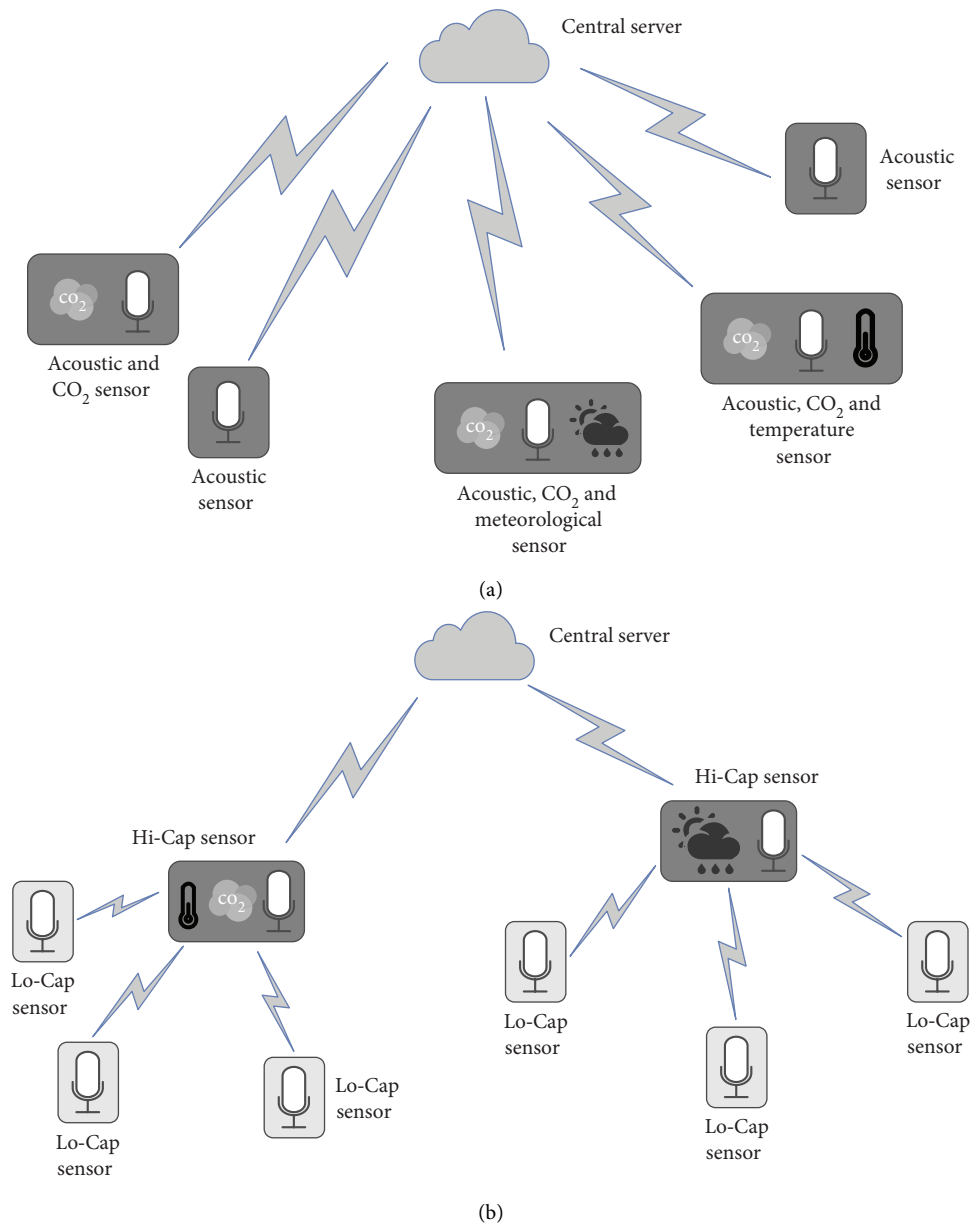 Central server
Acoustic
sensor
CO2
Acoustic and
CO2 sensor
Acoustic
sensor
CO2
Acoustic, CO2 and
meteorological
sensor
CO2
Acoustic, CO2 and
temperature
sensor
(a)
Central server
Hi-Cap sensor
Hi-Cap sensor
CO2
Lo-Cap
sensor
Lo-Cap
sensor
Lo-Cap
sensor
Lo-Cap
sensor
Lo-Cap
sensor
Lo-Cap
sensor
(b)